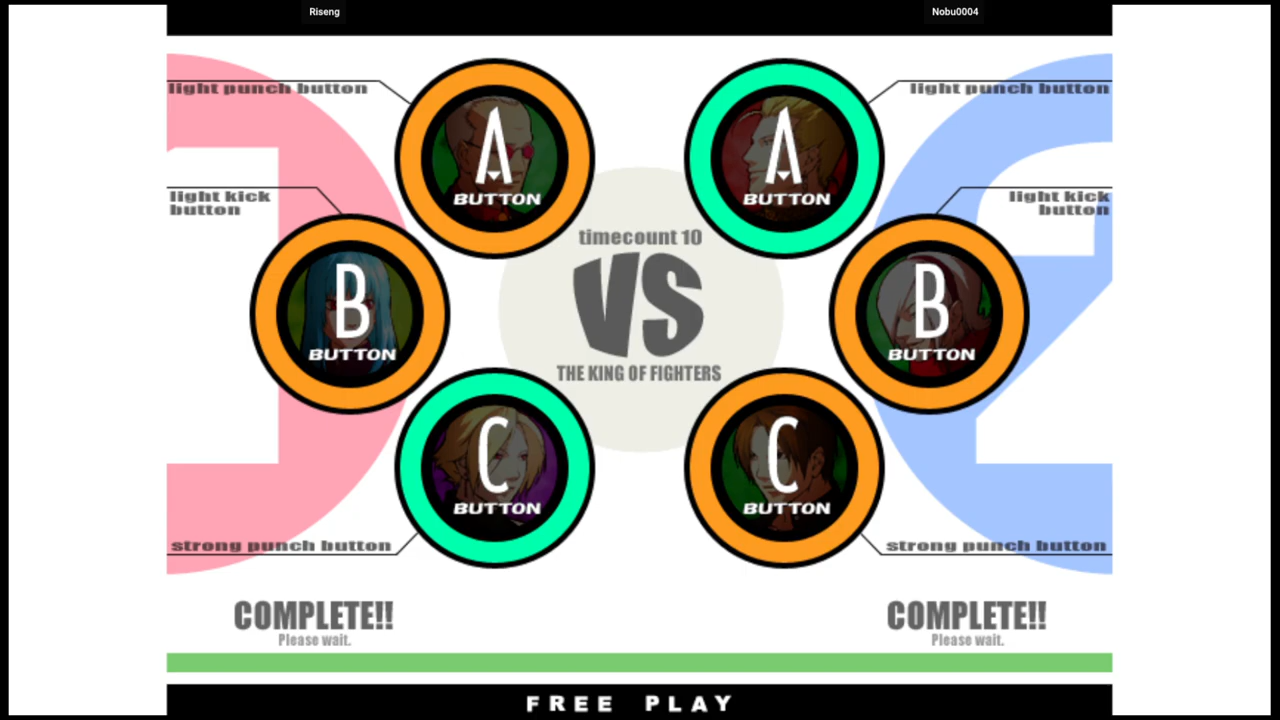 Riseng
Nobu0004
light punch button
A
BUTTON
A
BUTTON
light punch button
light kick
button
B
BUTTON
timecount 10
VS
THE KING OF FIGHTERS
light kick
button
B
BUTTON
C
BUTTON
C
BUTTON
strong punch button
strong punch button
1
2
COMPLETE!!
Please wait.
COMPLETE!!
Please wait.
FREE PLAY